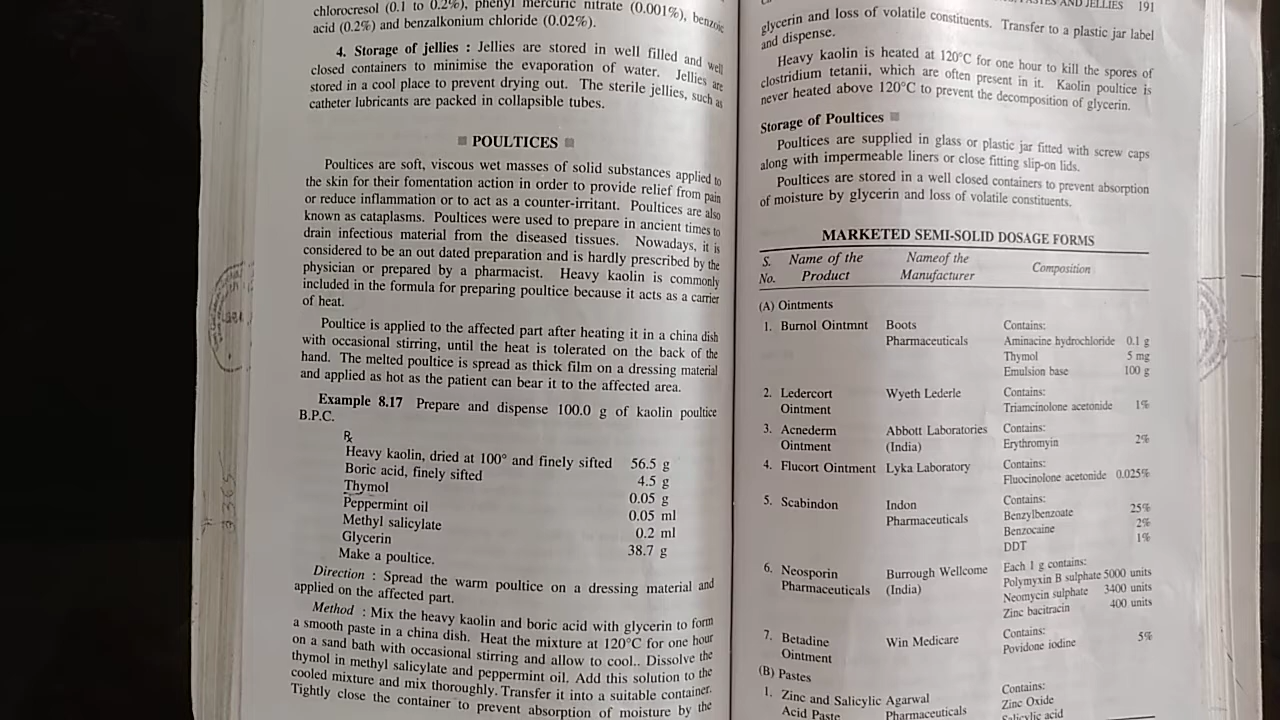 chlorocresol (0.1 to 0.2%), phenyl mercuric nitrate (0.001%), benzoic
acid (0.2%) and benzalkonium chloride (0.02%).
4. Storage of jellies : Jellies are stored in well filled and well
closed containers to minimise the evaporation of water. Jellies are
stored in a cool place to prevent drying out. The sterile jellies, such as
catheter lubricants are packed in collapsible tubes.
POULTICES
Poultices are soft, viscous wet masses of solid substances applied to
the skin for their fomentation action in order to provide relief from pain
or reduce inflammation or to act as a counter-irritant. Poultices are also
known as cataplasms. Poultices were used to prepare in ancient times to
drain infectious material from the diseased tissues. Nowadays, it is
considered to be an out dated preparation and is hardly prescribed by the
physician or prepared by a pharmacist. Heavy kaolin is commonly
included in the formula for preparing poultice because it acts as a carrier
of heat.
Poultice is applied to the affected part after heating it in a china dish
with occasional stirring, until the heat is tolerated on the back of the
hand. The melted poultice is spread as thick film on a dressing material
and applied as hot as the patient can bear it to the affected area.
Example 8.17 Prepare and dispense 100.0 g of kaolin poultice
B.P.C.
℞
Heavy kaolin, dried at 100° and finely sifted 56.5 g
Boric acid, finely sifted 4.5 g
Thymol 0.05 g
Peppermint oil 0.05 ml
Methyl salicylate 0.2 ml
Glycerin 38.7 g
Make a poultice.
Direction : Spread the warm poultice on a dressing material and
applied on the affected part.
Method : Mix the heavy kaolin and boric acid with glycerin to form
a smooth paste in a china dish. Heat the mixture at 120°C for one hour
on a sand bath with occasional stirring and allow to cool.. Dissolve the
thymol in methyl salicylate and peppermint oil. Add this solution to the
cooled mixture and mix thoroughly. Transfer it into a suitable container.
Tightly close the container to prevent absorption of moisture by the
3365
AND JELLIES 191
glycerin and loss of volatile constituents. Transfer to a plastic jar label
and dispense.
Heavy kaolin is heated at 120°C for one hour to kill the spores of
clostridium tetanii, which are often present in it. Kaolin poultice is
never heated above 120°C to prevent the decomposition of glycerin.
Storage of Poultices
Poultices are supplied in glass or plastic jar fitted with screw caps
along with impermeable liners or close fitting slip-on lids.
Poultices are stored in a well closed containers to prevent absorption
of moisture by glycerin and loss of volatile constituents.
MARKETED SEMI-SOLID DOSAGE FORMS
S. Name of the Nameof the Composition
No. Product Manufacturer
(A) Ointments
1. Burnol Ointmnt Boots Contains:
Pharmaceuticals Aminacine hydrochloride 0.1 g
Thymol 5 mg
Emulsion base 100 g
2. Ledercort Wyeth Lederle Contains:
Ointment Triamcinolone acetonide 1%
3. Acnederm Abbott Laboratories Contains:
Ointment (India) Erythromyin 2%
4. Flucort Ointment Lyka Laboratory Contains:
Fluocinolone acetonide 0.025%
5. Scabindon Indon Contains:
Pharmaceuticals Benzylbenzoate 25%
Benzocaine 2%
DDT 1%
6. Neosporin Burrough Wellcome Each 1 g contains:
Pharmaceuticals (India) Polymyxin B sulphate 5000 units
Neomycin sulphate 3400 units
Zinc bacitracin 400 units
7. Betadine Win Medicare Contains:
Ointment Povidone iodine 5%
(B) Pastes
1. Zinc and Salicylic Agarwal Contains:
Acid Paste Pharmaceuticals Zinc Oxide
Salicylic acid